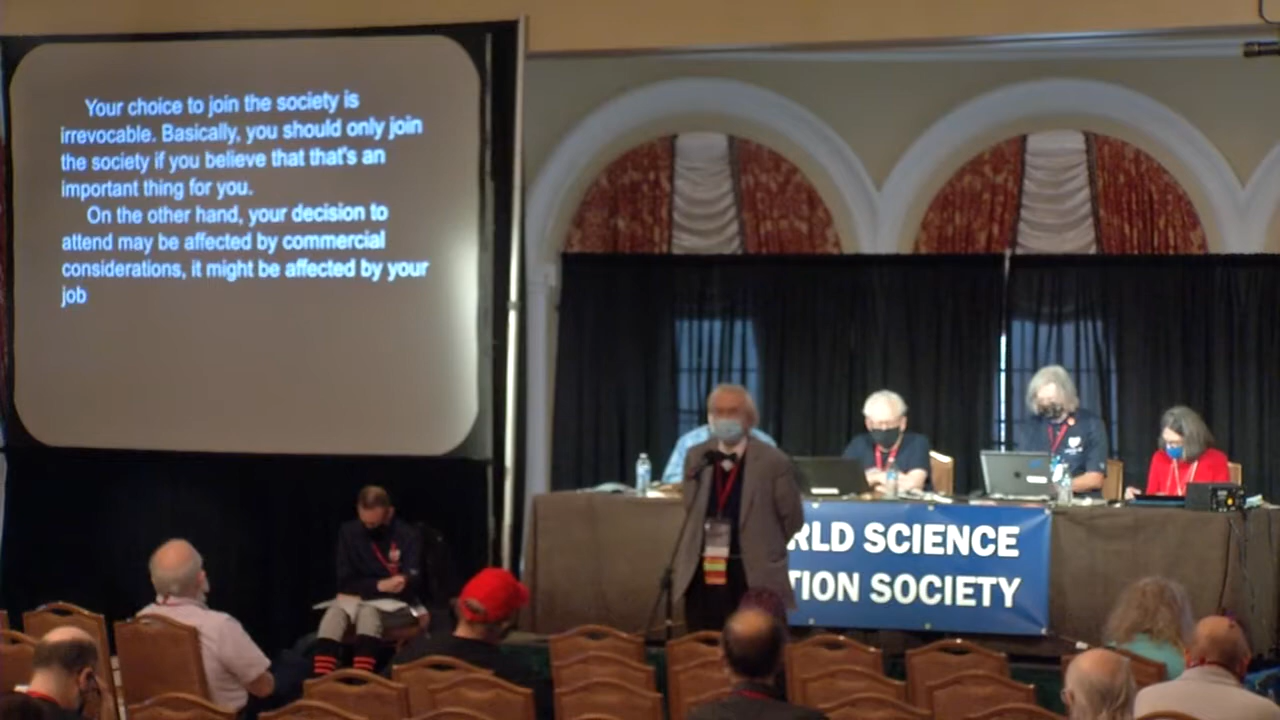 Your choice to join the society is
irrevocable. Basically, you should only join
the society if you believe that that's an
important thing for you.
On the other hand, your decision to
attend may be affected by commercial
considerations, it might be affected by your
job
RLD SCIENCE
TION SOCIETY